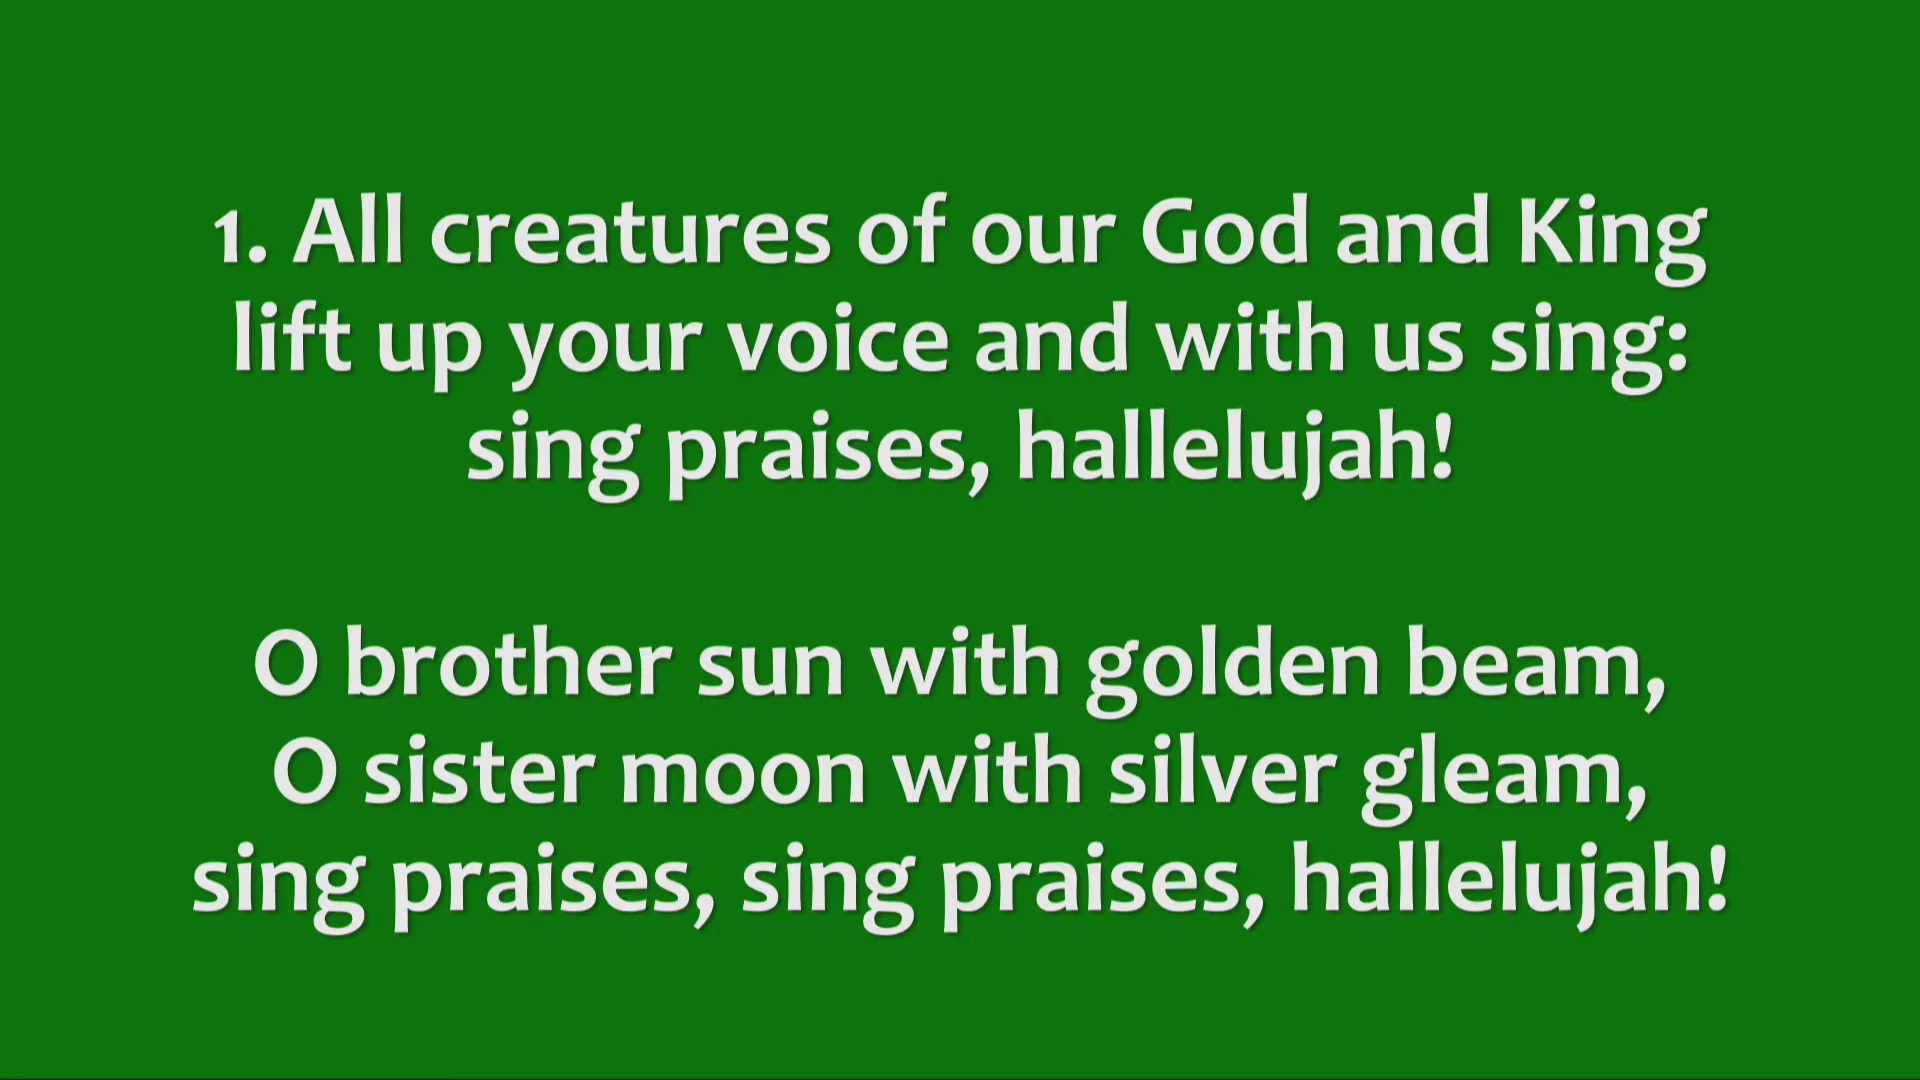 1. All creatures of our God and King
lift up your voice and with us sing:
sing praises, hallelujah!
O brother sun with golden beam,
O sister moon with silver gleam,
sing praises, sing praises, hallelujah!